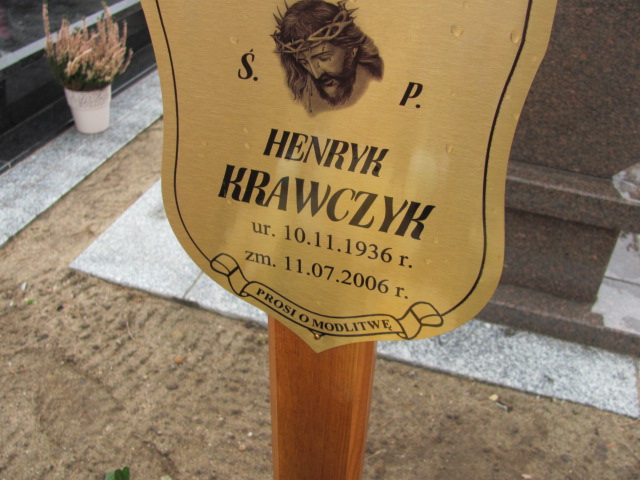 Ś. P.
HENRYK
KRAWCZYK
ur. 10.11.1936 r.
zm. 11.07.2006 r.
PROSI O MODLITWĘ